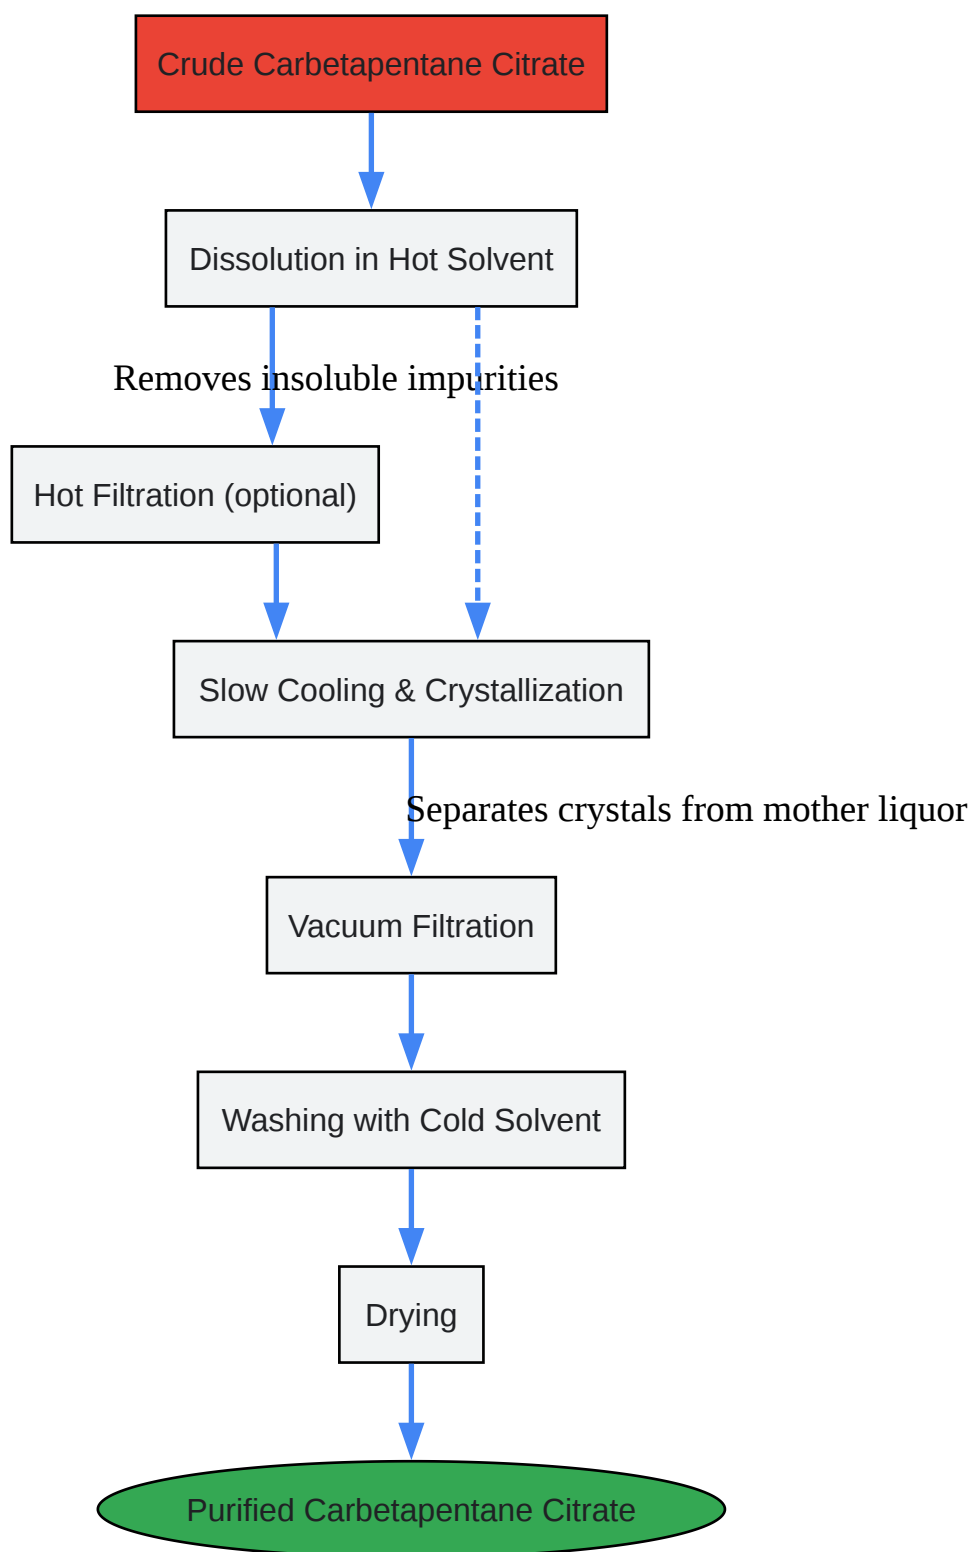 Crude Carbetapentane Citrate
Dissolution in Hot Solvent
Removes insoluble impurities
Hot Filtration (optional)
Slow Cooling & Crystallization
Separates crystals from mother liquor
Vacuum Filtration
Washing with Cold Solvent
Drying
Purified Carbetapentane Citrate